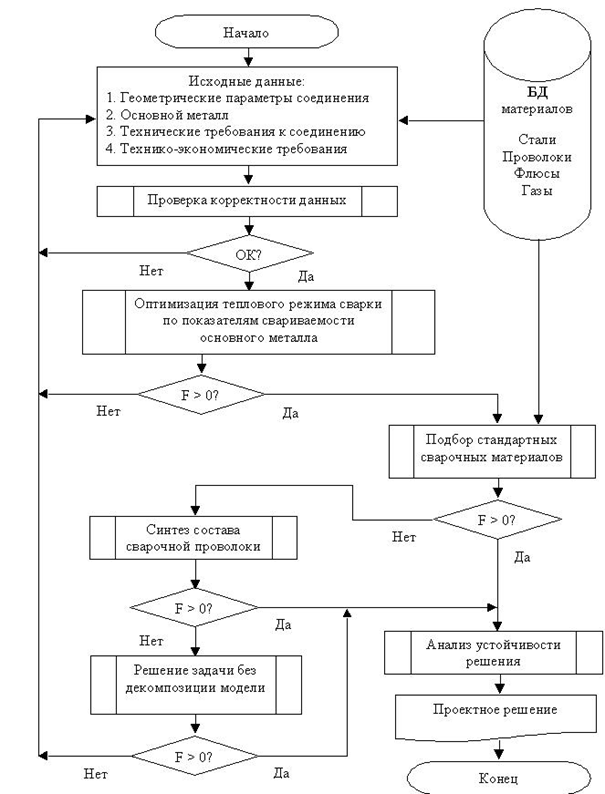 Начало
Исходные данные:
1. Геометрические параметры соединения
2. Основной металл
3. Технические требования к соединению
4. Технико-экономические требования
БД
материалов
Стали
Проволоки
Флюсы
Газы
Проверка корректности данных
ОК?
Нет
Да
Оптимизация теплового режима сварки
по показателям свариваемости
основного металла
F > 0?
Нет
Да
Подбор стандартных
сварочных материалов
F > 0?
Нет
Да
Синтез состава
сварочной проволоки
F > 0?
Да
Нет
Анализ устойчивости
решения
Решение задачи без
декомпозиции модели
Проектное решение
F > 0?
Нет
Да
Конец